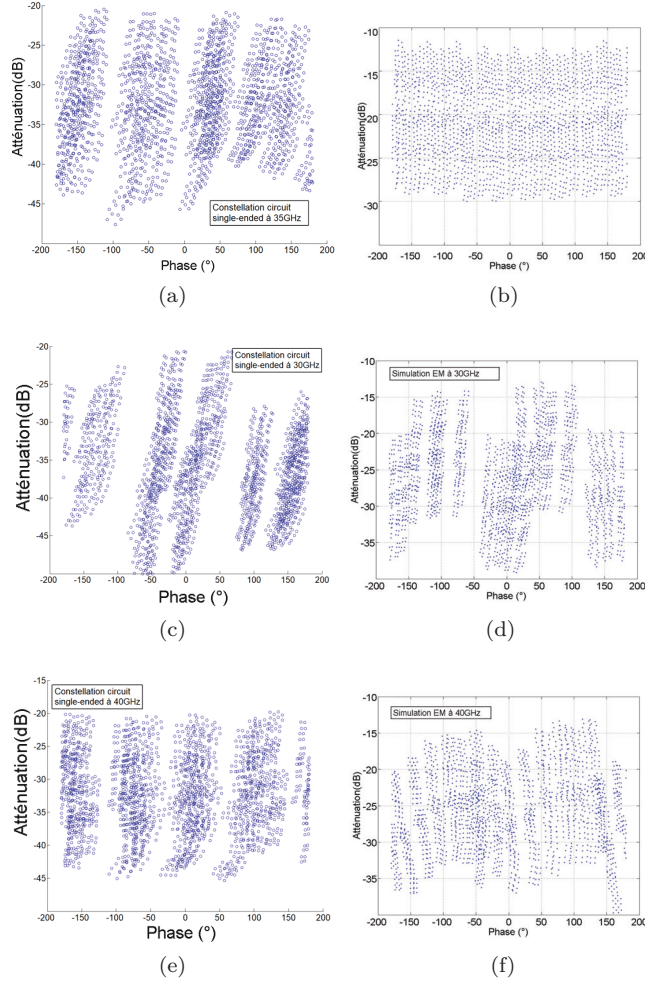 -20
-25
-30
-35
-40
-45
Atténuation(dB)
Constellation circuit
single-ended à 35GHz
-200 -150 -100 -50 0 50 100 150 200
Phase (°)
(a)
-10
-15
-20
-25
-30
Atténuation(dB)
-200 -150 -100 -50 0 50 100 150 200
Phase (°)
(b)
-20
-25
-30
-35
-40
-45
Atténuation(dB)
Constellation circuit
single-ended à 30GHz
-200 -150 -100 -50 0 50 100 150 200
Phase (°)
(c)
-10
-15
-20
-25
-30
-35
-40
Atténuation(dB)
Simulation EM à 30GHz
-200 -150 -100 -50 0 50 100 150 200
Phase (°)
(d)
-15
-20
-25
-30
-35
-40
-45
Atténuation(dB)
Constellation circuit
single-ended à 40GHz
-200 -150 -100 -50 0 50 100 150 200
Phase (°)
(e)
-10
-15
-20
-25
-30
-35
Atténuation(dB)
Simulation EM à 40GHz
-200 -150 -100 -50 0 50 100 150 200
Phase (°)
(f)